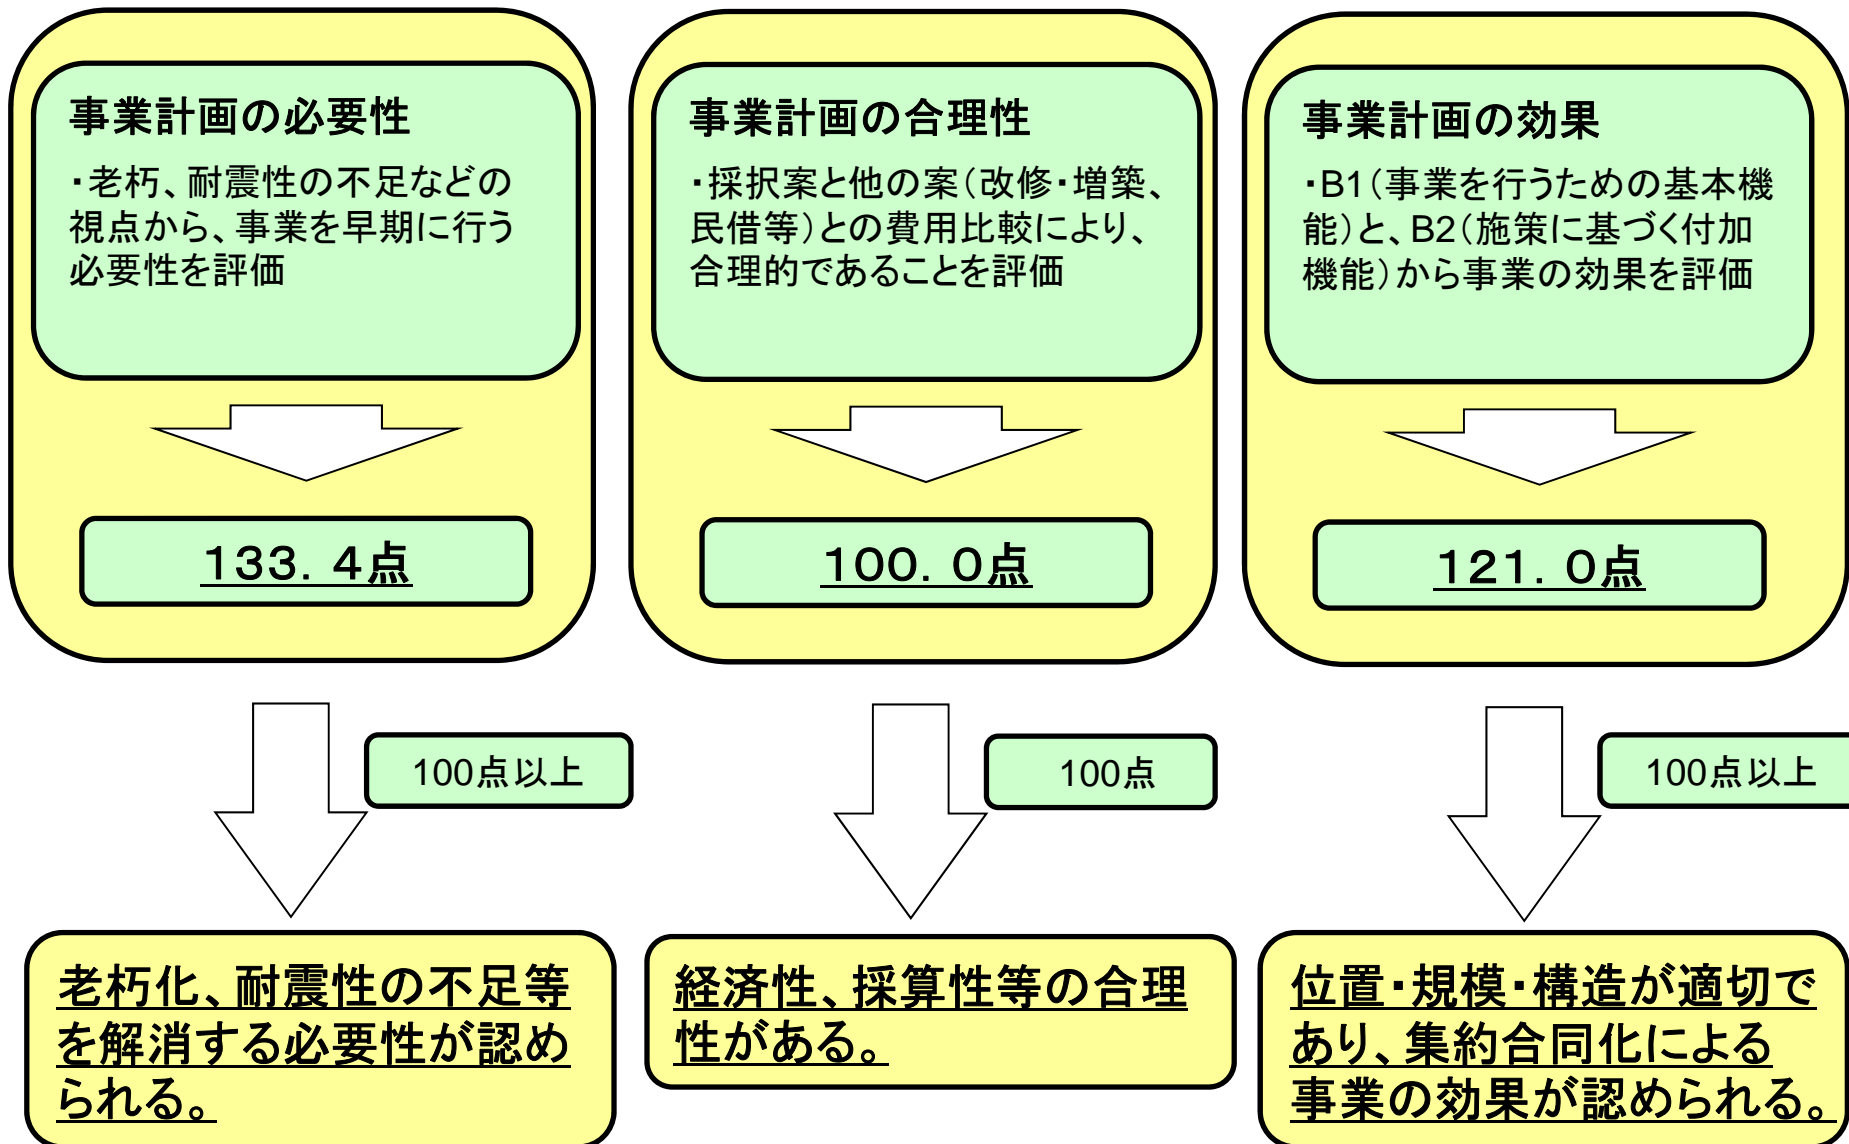 事業計画の必要性
・老朽、耐震性の不足などの
視点から、事業を早期に行う
必要性を評価
133．4点
100点以上
老朽化、耐震性の不足等
を解消する必要性が認め
られる。
事業計画の合理性
・採択案と他の案（改修・増築、
民借等）との費用比較により、
合理的であることを評価
100．0点
100点
経済性、採算性等の合理
性がある。
事業計画の効果
・B1（事業を行うための基本機
能）と、B2（施策に基づく付加
機能）から事業の効果を評価
121．0点
100点以上
位置・規模・構造が適切で
あり、集約合同化による
事業の効果が認められる。